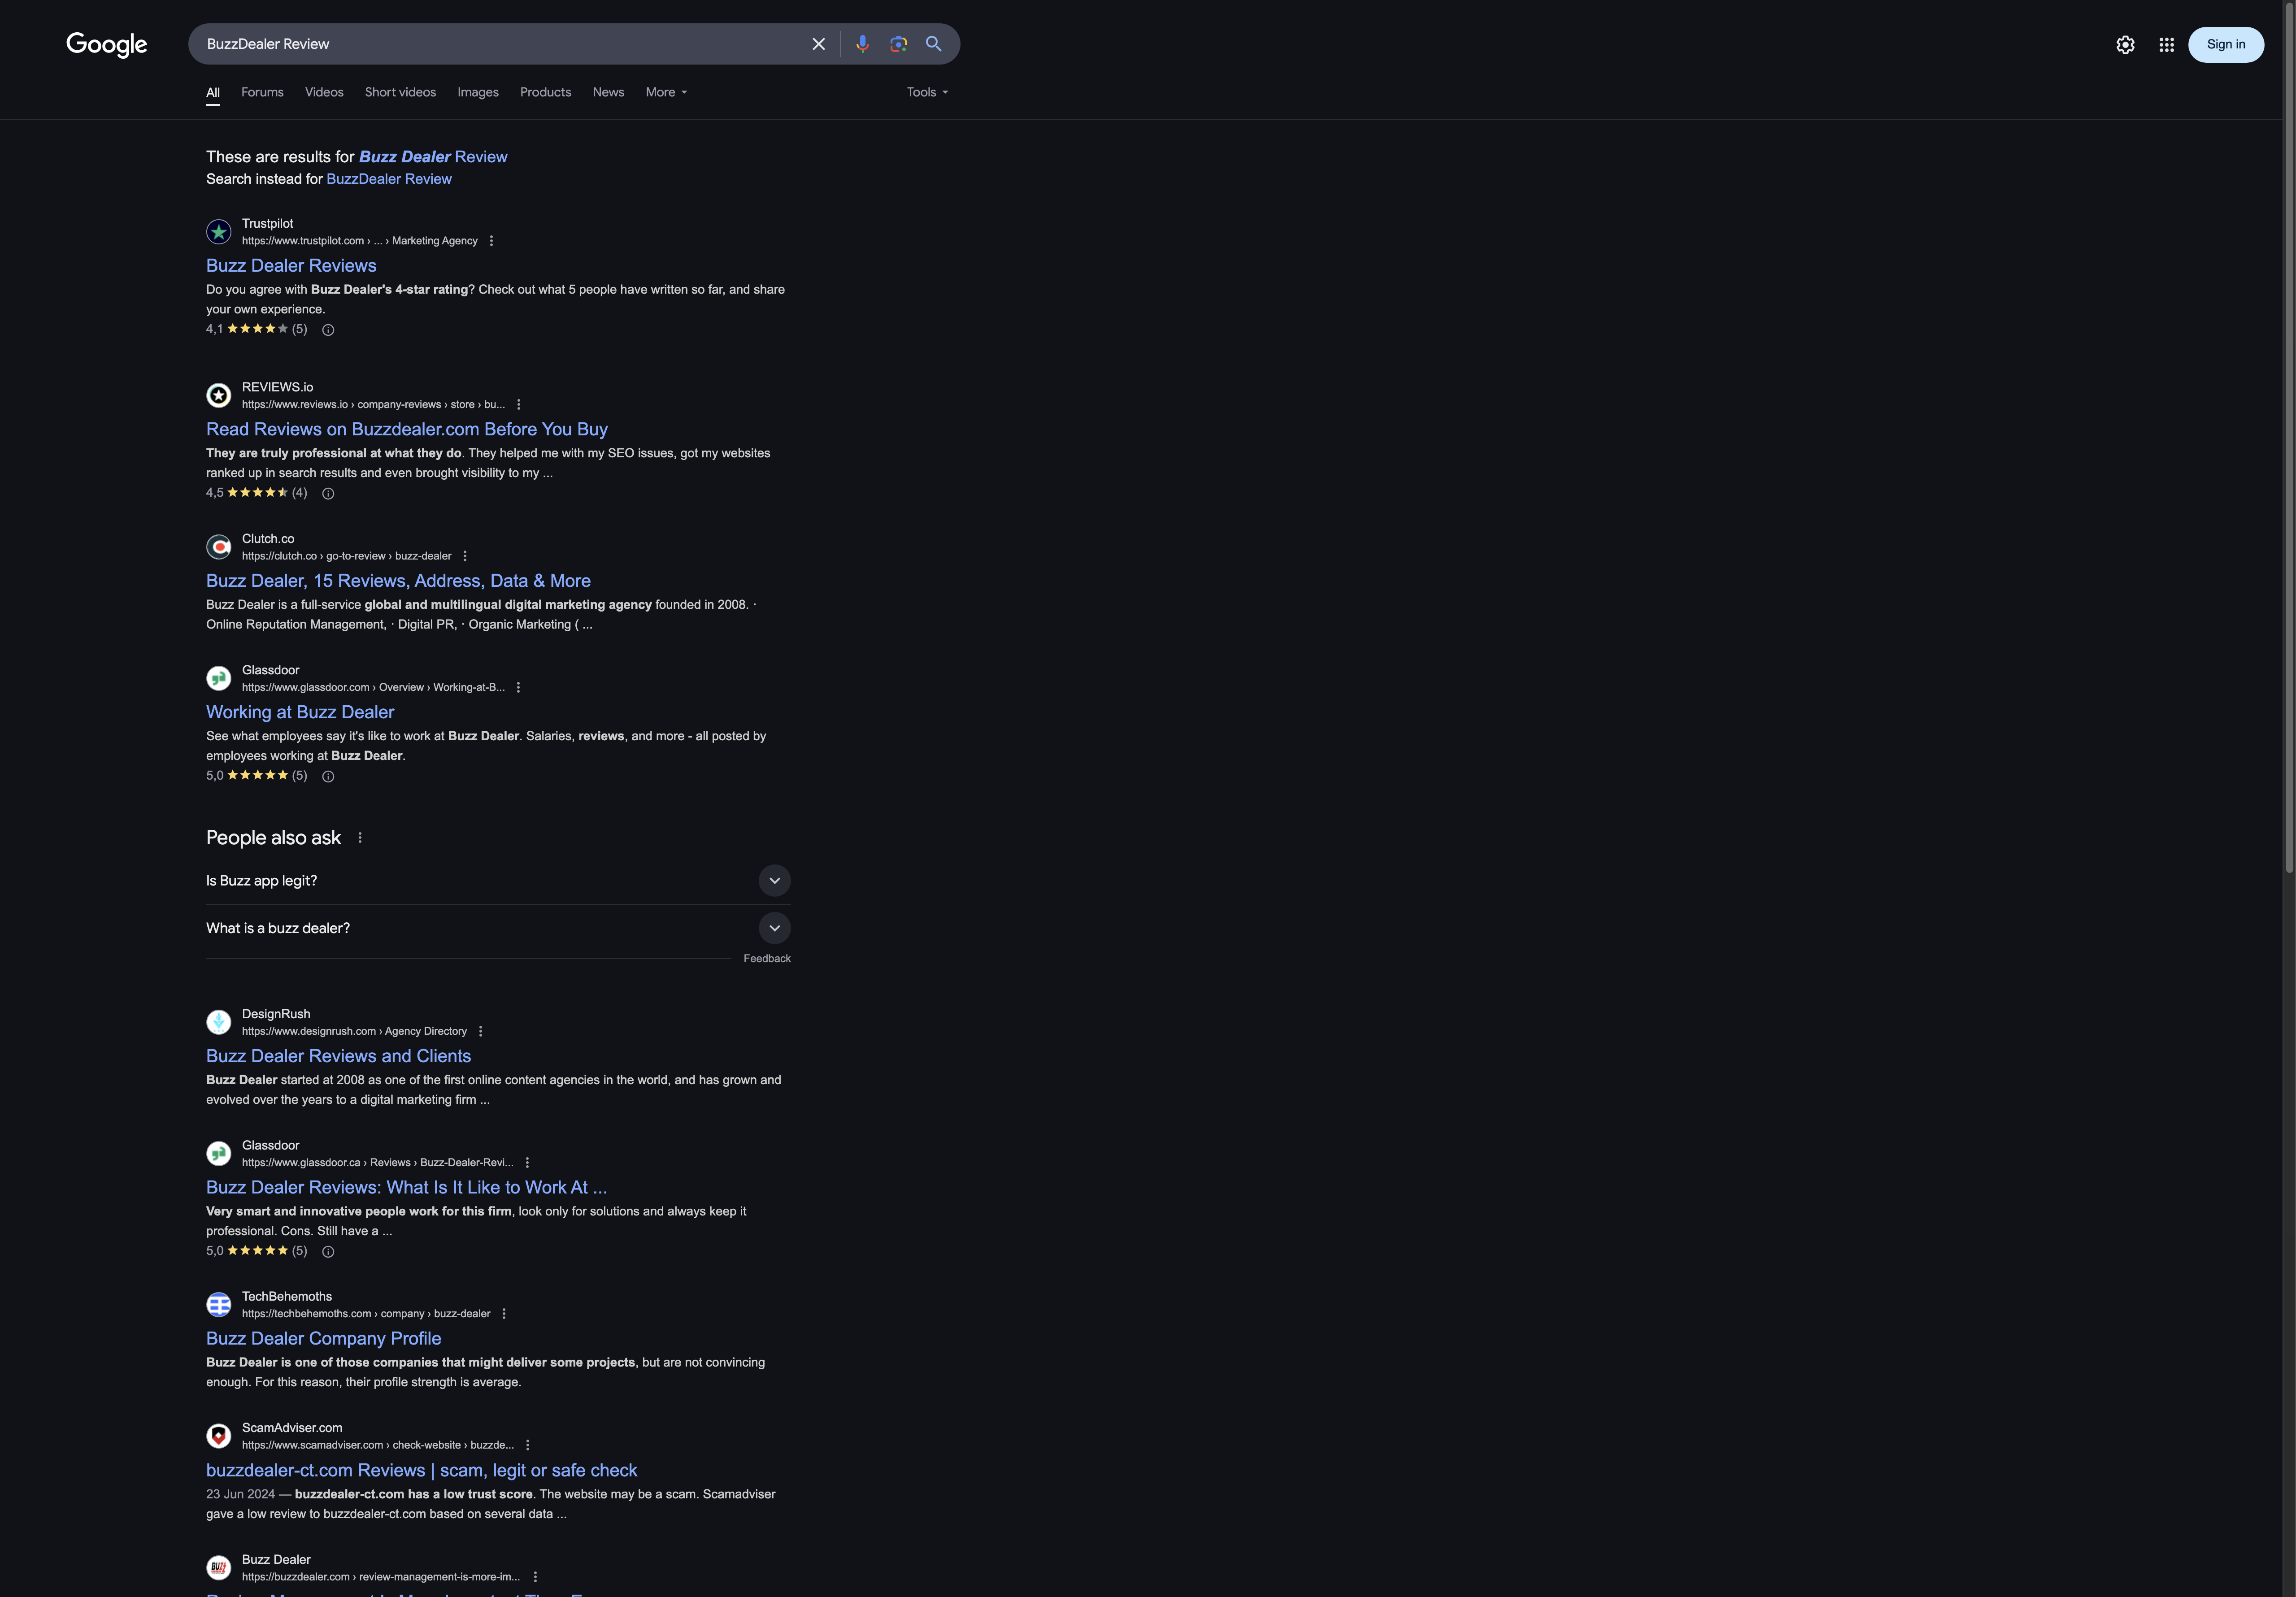 Google
BuzzDealer Review
Sign in
All Forums Videos Short videos Images Products News More Tools
These are results for Buzz Dealer Review
Search instead for BuzzDealer Review
Trustpilot
https://www.trustpilot.com › ... › Marketing Agency
Buzz Dealer Reviews
Do you agree with Buzz Dealer's 4-star rating? Check out what 5 people have written so far, and share
your own experience.
4,1 (5)
REVIEWS.io
https://www.reviews.io › company-reviews › store › bu...
Read Reviews on Buzzdealer.com Before You Buy
They are truly professional at what they do. They helped me with my SEO issues, got my websites
ranked up in search results and even brought visibility to my ...
4,5 (4)
Clutch.co
https://clutch.co › go-to-review › buzz-dealer
Buzz Dealer, 15 Reviews, Address, Data & More
Buzz Dealer is a full-service global and multilingual digital marketing agency founded in 2008. ·
Online Reputation Management, · Digital PR, · Organic Marketing ( ...
Glassdoor
https://www.glassdoor.com › Overview › Working-at-B...
Working at Buzz Dealer
See what employees say it's like to work at Buzz Dealer. Salaries, reviews, and more - all posted by
employees working at Buzz Dealer.
5,0 (5)
People also ask
Is Buzz app legit?
What is a buzz dealer?
Feedback
DesignRush
https://www.designrush.com › Agency Directory
Buzz Dealer Reviews and Clients
Buzz Dealer started at 2008 as one of the first online content agencies in the world, and has grown and
evolved over the years to a digital marketing firm ...
Glassdoor
https://www.glassdoor.ca › Reviews › Buzz-Dealer-Revi...
Buzz Dealer Reviews: What Is It Like to Work At ...
Very smart and innovative people work for this firm, look only for solutions and always keep it
professional. Cons. Still have a ...
5,0 (5)
TechBehemoths
https://techbehemoths.com › company › buzz-dealer
Buzz Dealer Company Profile
Buzz Dealer is one of those companies that might deliver some projects, but are not convincing
enough. For this reason, their profile strength is average.
ScamAdviser.com
https://www.scamadviser.com › check-website › buzzde...
buzzdealer-ct.com Reviews | scam, legit or safe check
23 Jun 2024 — buzzdealer-ct.com has a low trust score. The website may be a scam. Scamadviser
gave a low review to buzzdealer-ct.com based on several data ...
Buzz Dealer
https://buzzdealer.com › review-management-is-more-im...